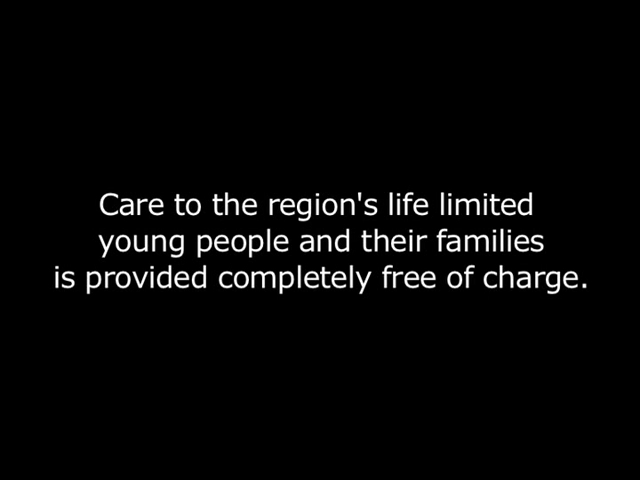 Care to the region's life limited
young people and their families
is provided completely free of charge.